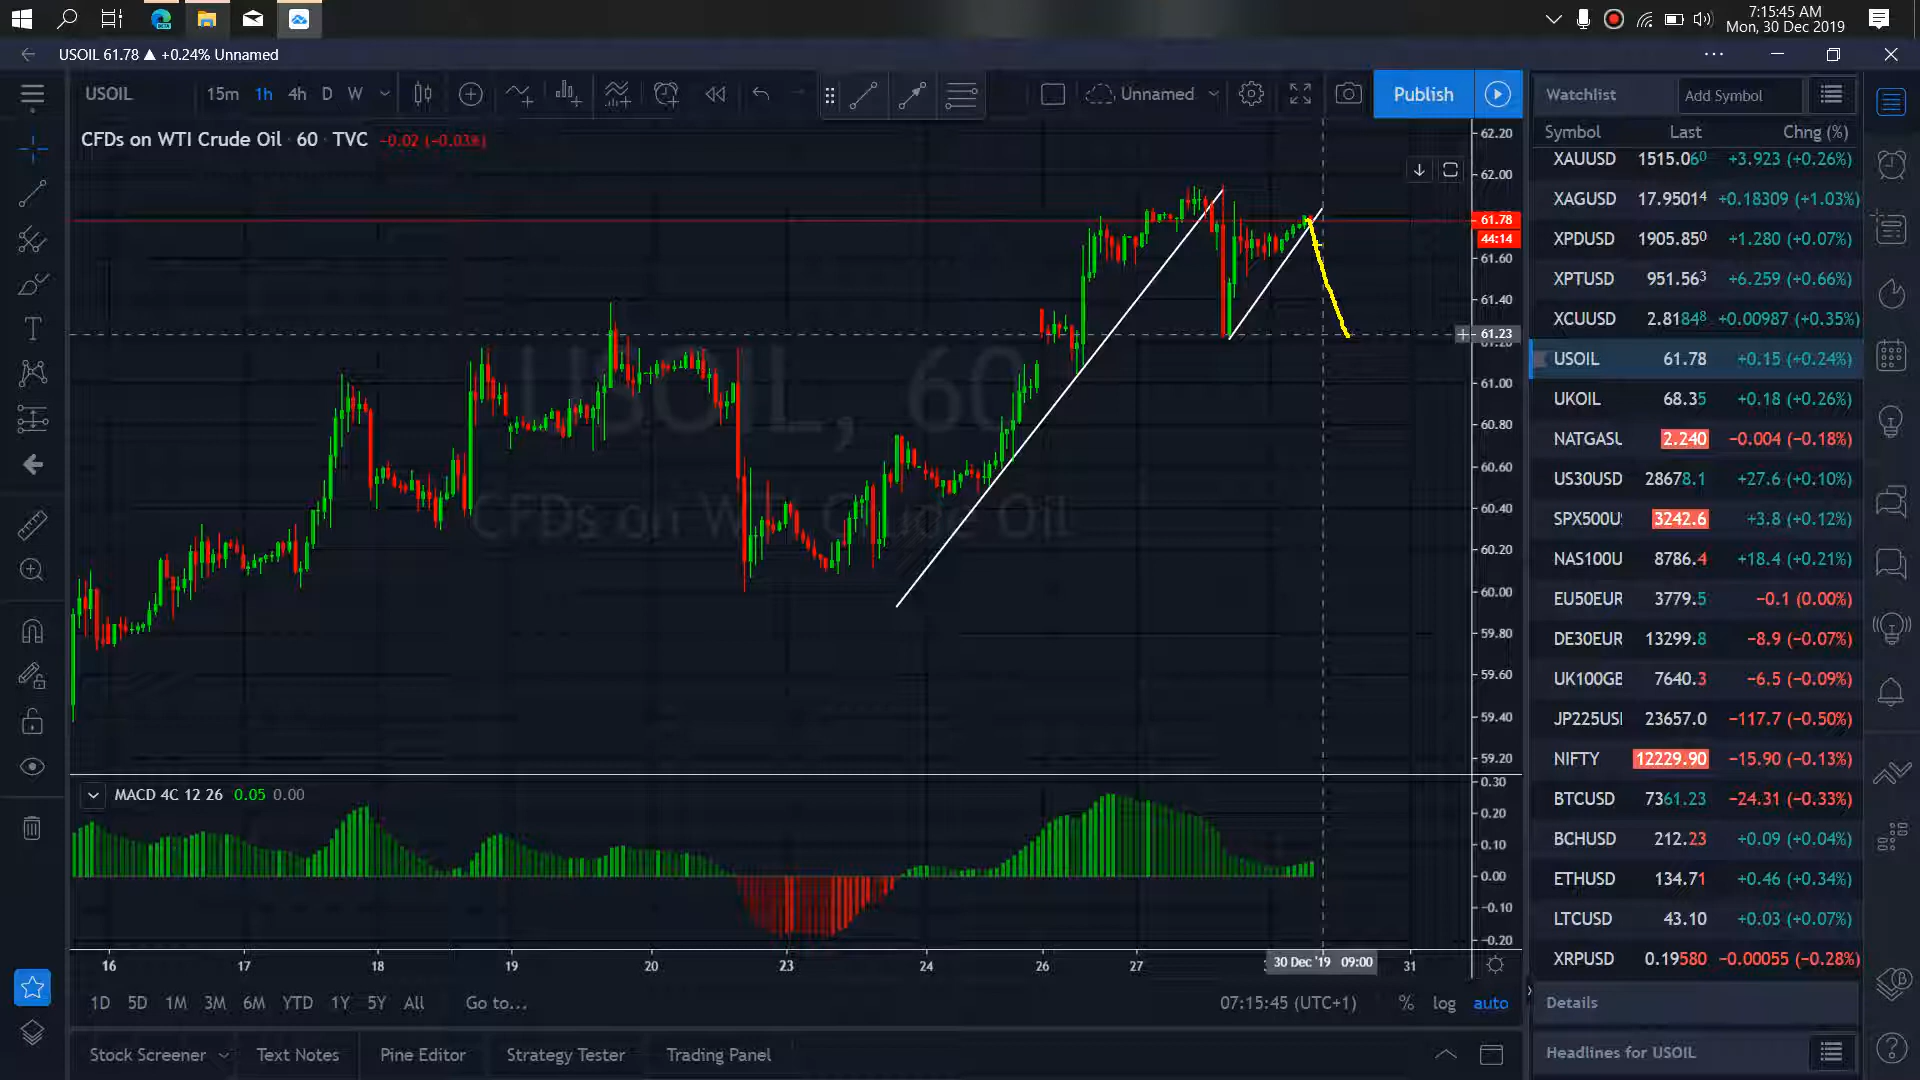 7:15:45 AM
Mon, 30 Dec 2019
USOIL 61.78 ▲ +0.24% Unnamed
USOIL 15m 1h 4h D W Unnamed Publish
CFDs on WTI Crude Oil · 60 · TVC −0.02 (−0.03%)
USOIL, 60
CFDs on WTI Crude Oil
62.20
62.00
61.78
44:14
61.60
61.40
61.23
61.00
60.80
60.60
60.40
60.20
60.00
59.80
59.60
59.40
59.20
MACD 4C 12 26 0.05 0.00
0.30
0.20
0.10
0.00
−0.10
−0.20
16 17 18 19 20 23 24 26 27 30 Dec '19 09:00 31
1D 5D 1M 3M 6M YTD 1Y 5Y All Go to... 07:15:45 (UTC+1) % log auto
Stock Screener Text Notes Pine Editor Strategy Tester Trading Panel
Watchlist Add Symbol
Symbol Last Chng (%)
XAUUSD 1515.060 +3.923 (+0.26%)
XAGUSD 17.95014 +0.18309 (+1.03%)
XPDUSD 1905.850 +1.280 (+0.07%)
XPTUSD 951.563 +6.259 (+0.66%)
XCUUSD 2.81848 +0.00987 (+0.35%)
USOIL 61.78 +0.15 (+0.24%)
UKOIL 68.35 +0.18 (+0.26%)
NATGASU 2.240 −0.004 (−0.18%)
US30USD 28678.1 +27.6 (+0.10%)
SPX500U 3242.6 +3.8 (+0.12%)
NAS100U 8786.4 +18.4 (+0.21%)
EU50EUR 3779.5 −0.1 (0.00%)
DE30EUR 13299.8 −8.9 (−0.07%)
UK100GB 7640.3 −6.5 (−0.09%)
JP225US 23657.0 −117.7 (−0.50%)
NIFTY 12229.90 −15.90 (−0.13%)
BTCUSD 7361.23 −24.31 (−0.33%)
BCHUSD 212.23 +0.09 (+0.04%)
ETHUSD 134.71 +0.46 (+0.34%)
LTCUSD 43.10 +0.03 (+0.07%)
XRPUSD 0.19580 −0.00055 (−0.28%)
Details
Headlines for USOIL